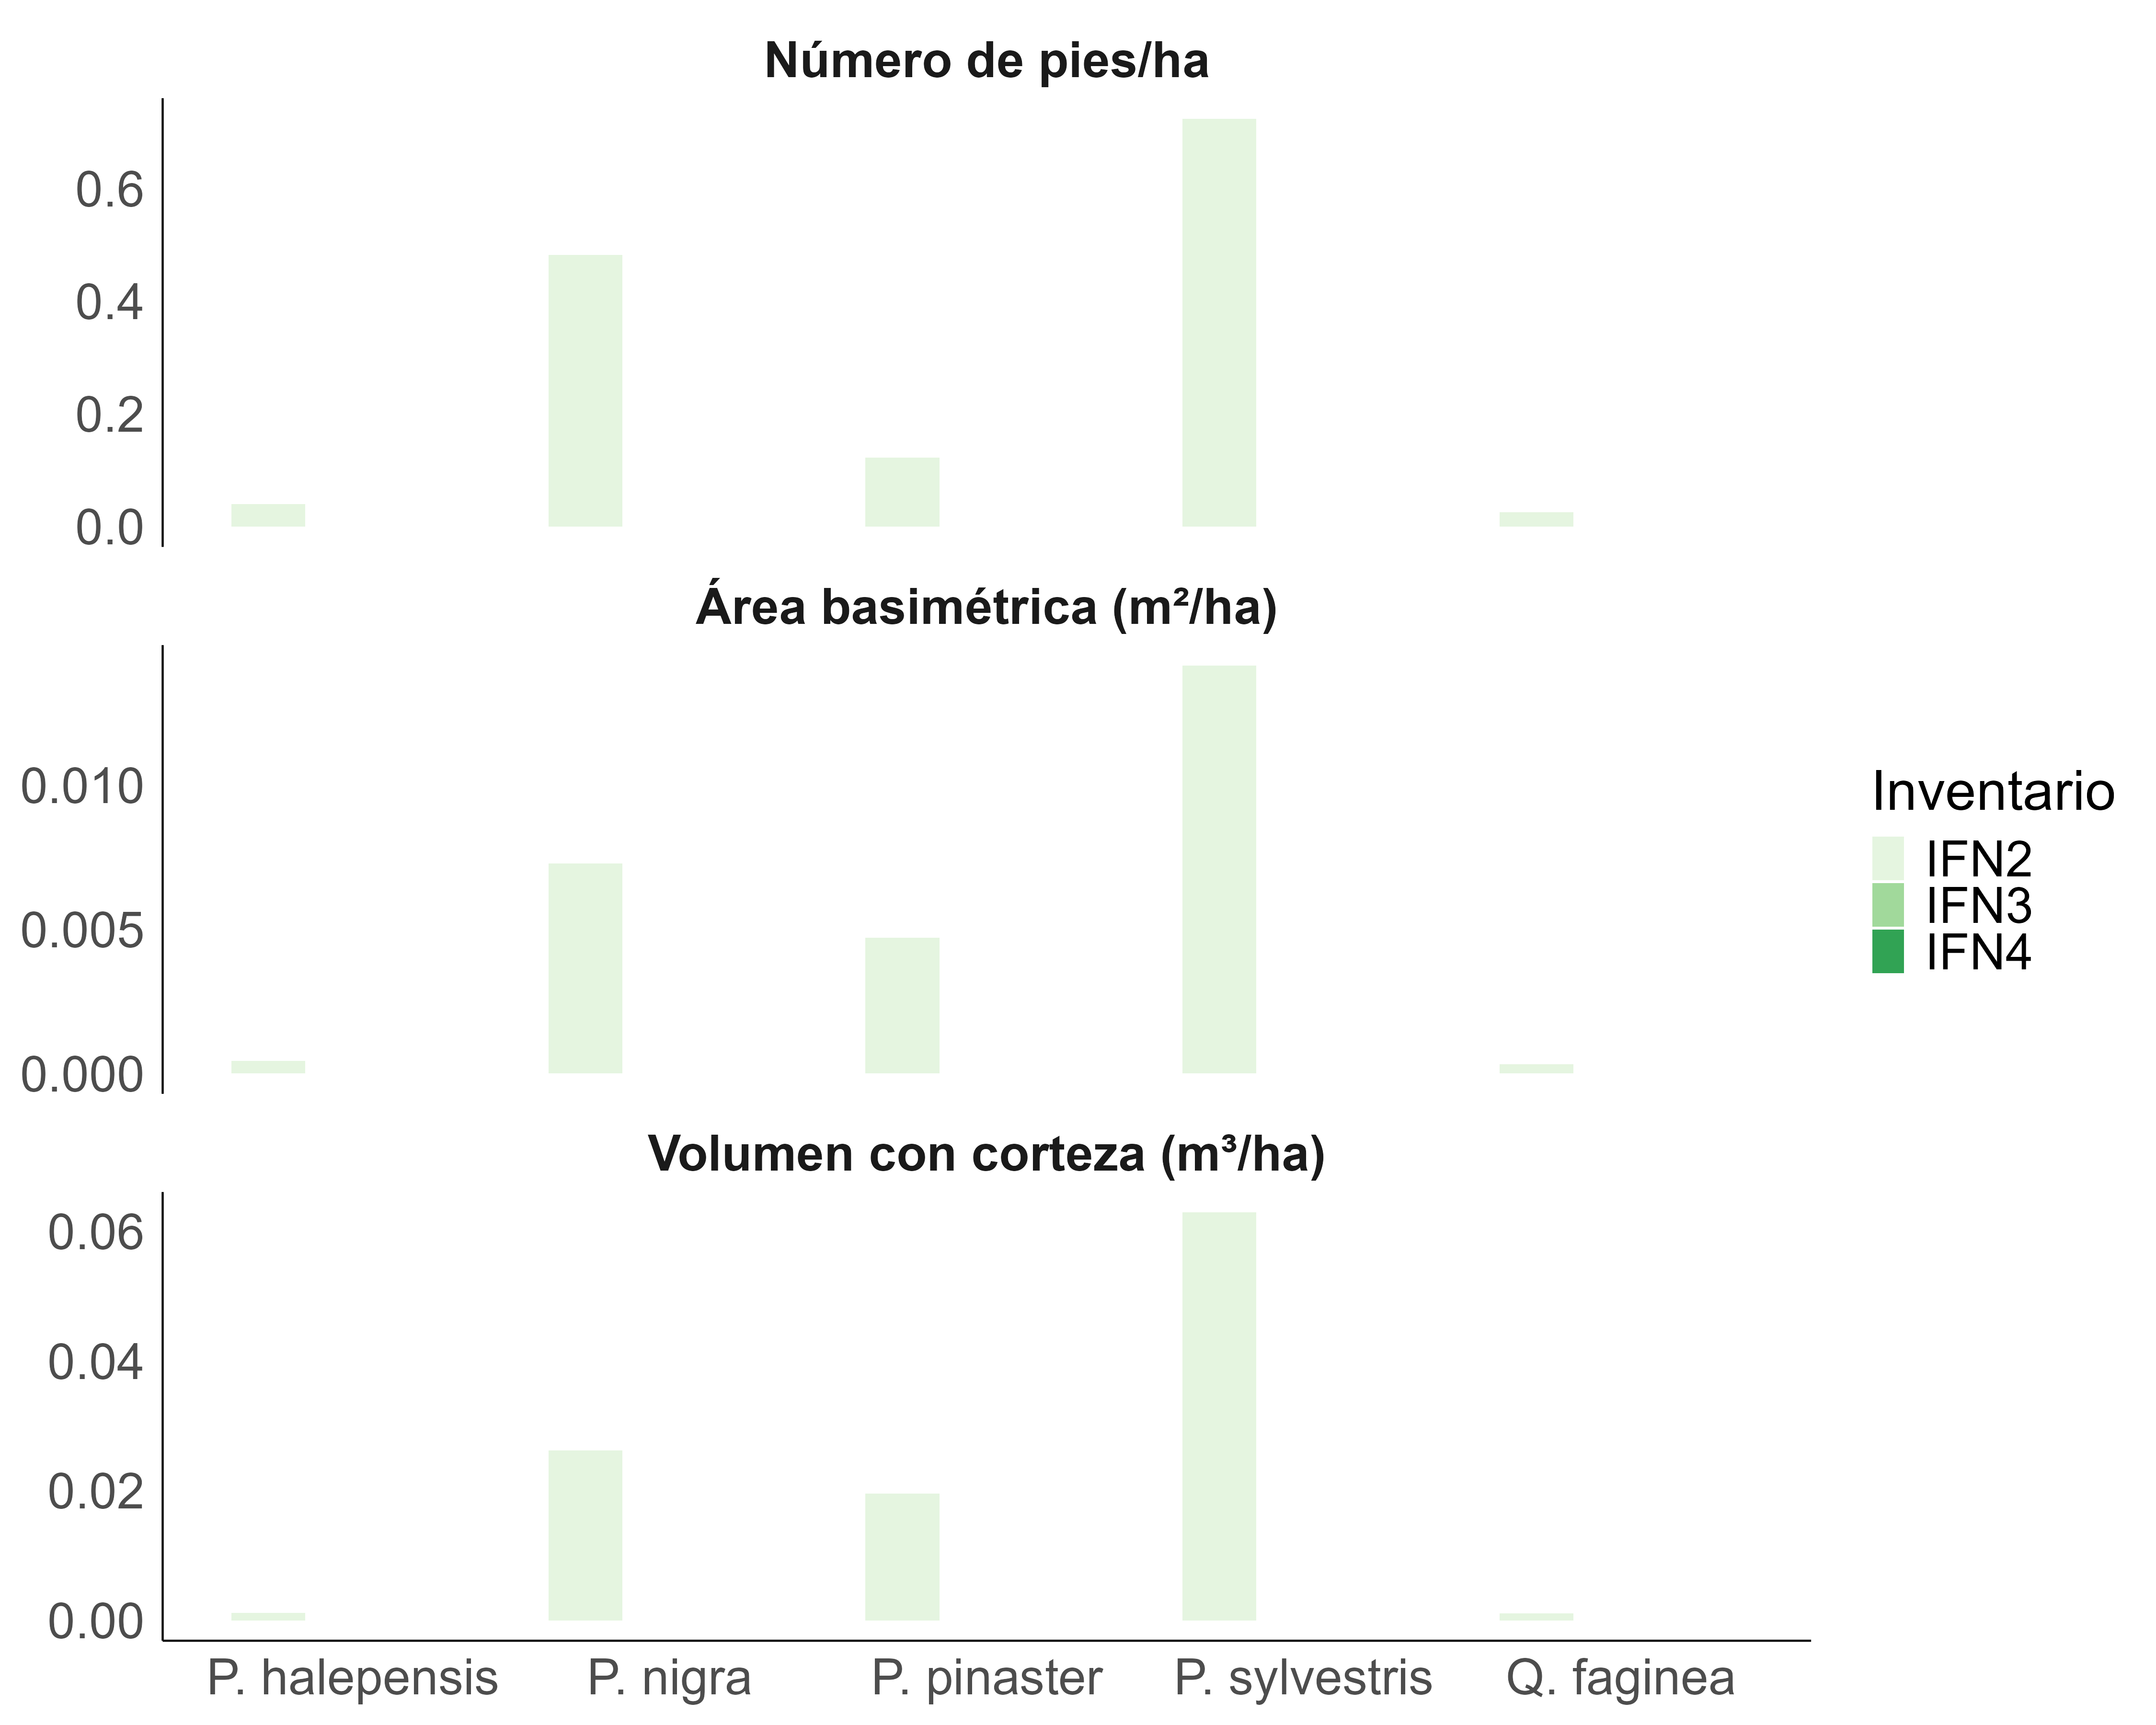 Número de pies/ha
0.6
0.4
0.2
0.0
Área basimétrica (m²/ha)
0.010
0.005
0.000
Inventario
IFN2
IFN3
IFN4
Volumen con corteza (m³/ha)
0.06
0.04
0.02
0.00
P. halepensis P. nigra P. pinaster P. sylvestris Q. faginea